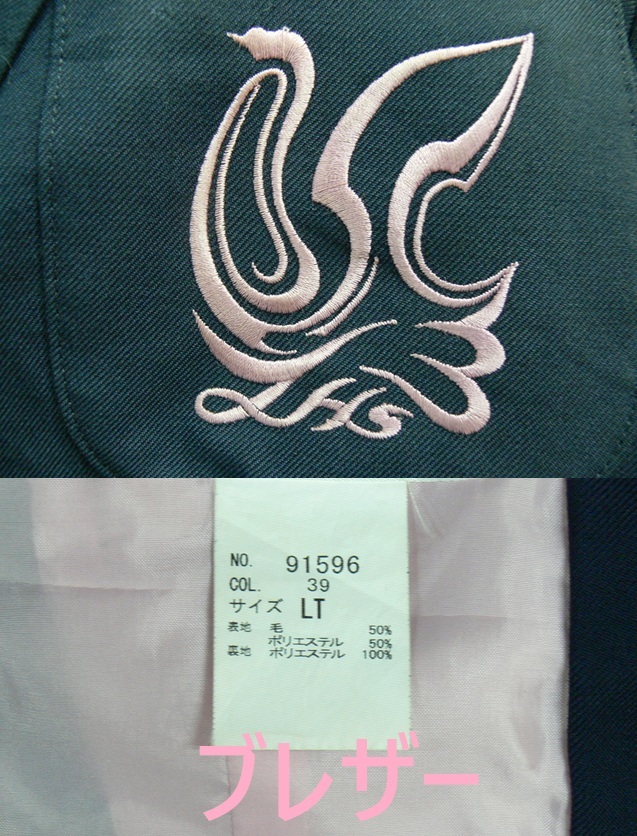 LHS
NO. 91596
COL. 39
サイズ LT
表地 毛 50%
ポリエステル 50%
裏地 ポリエステル 100%
ブレザー